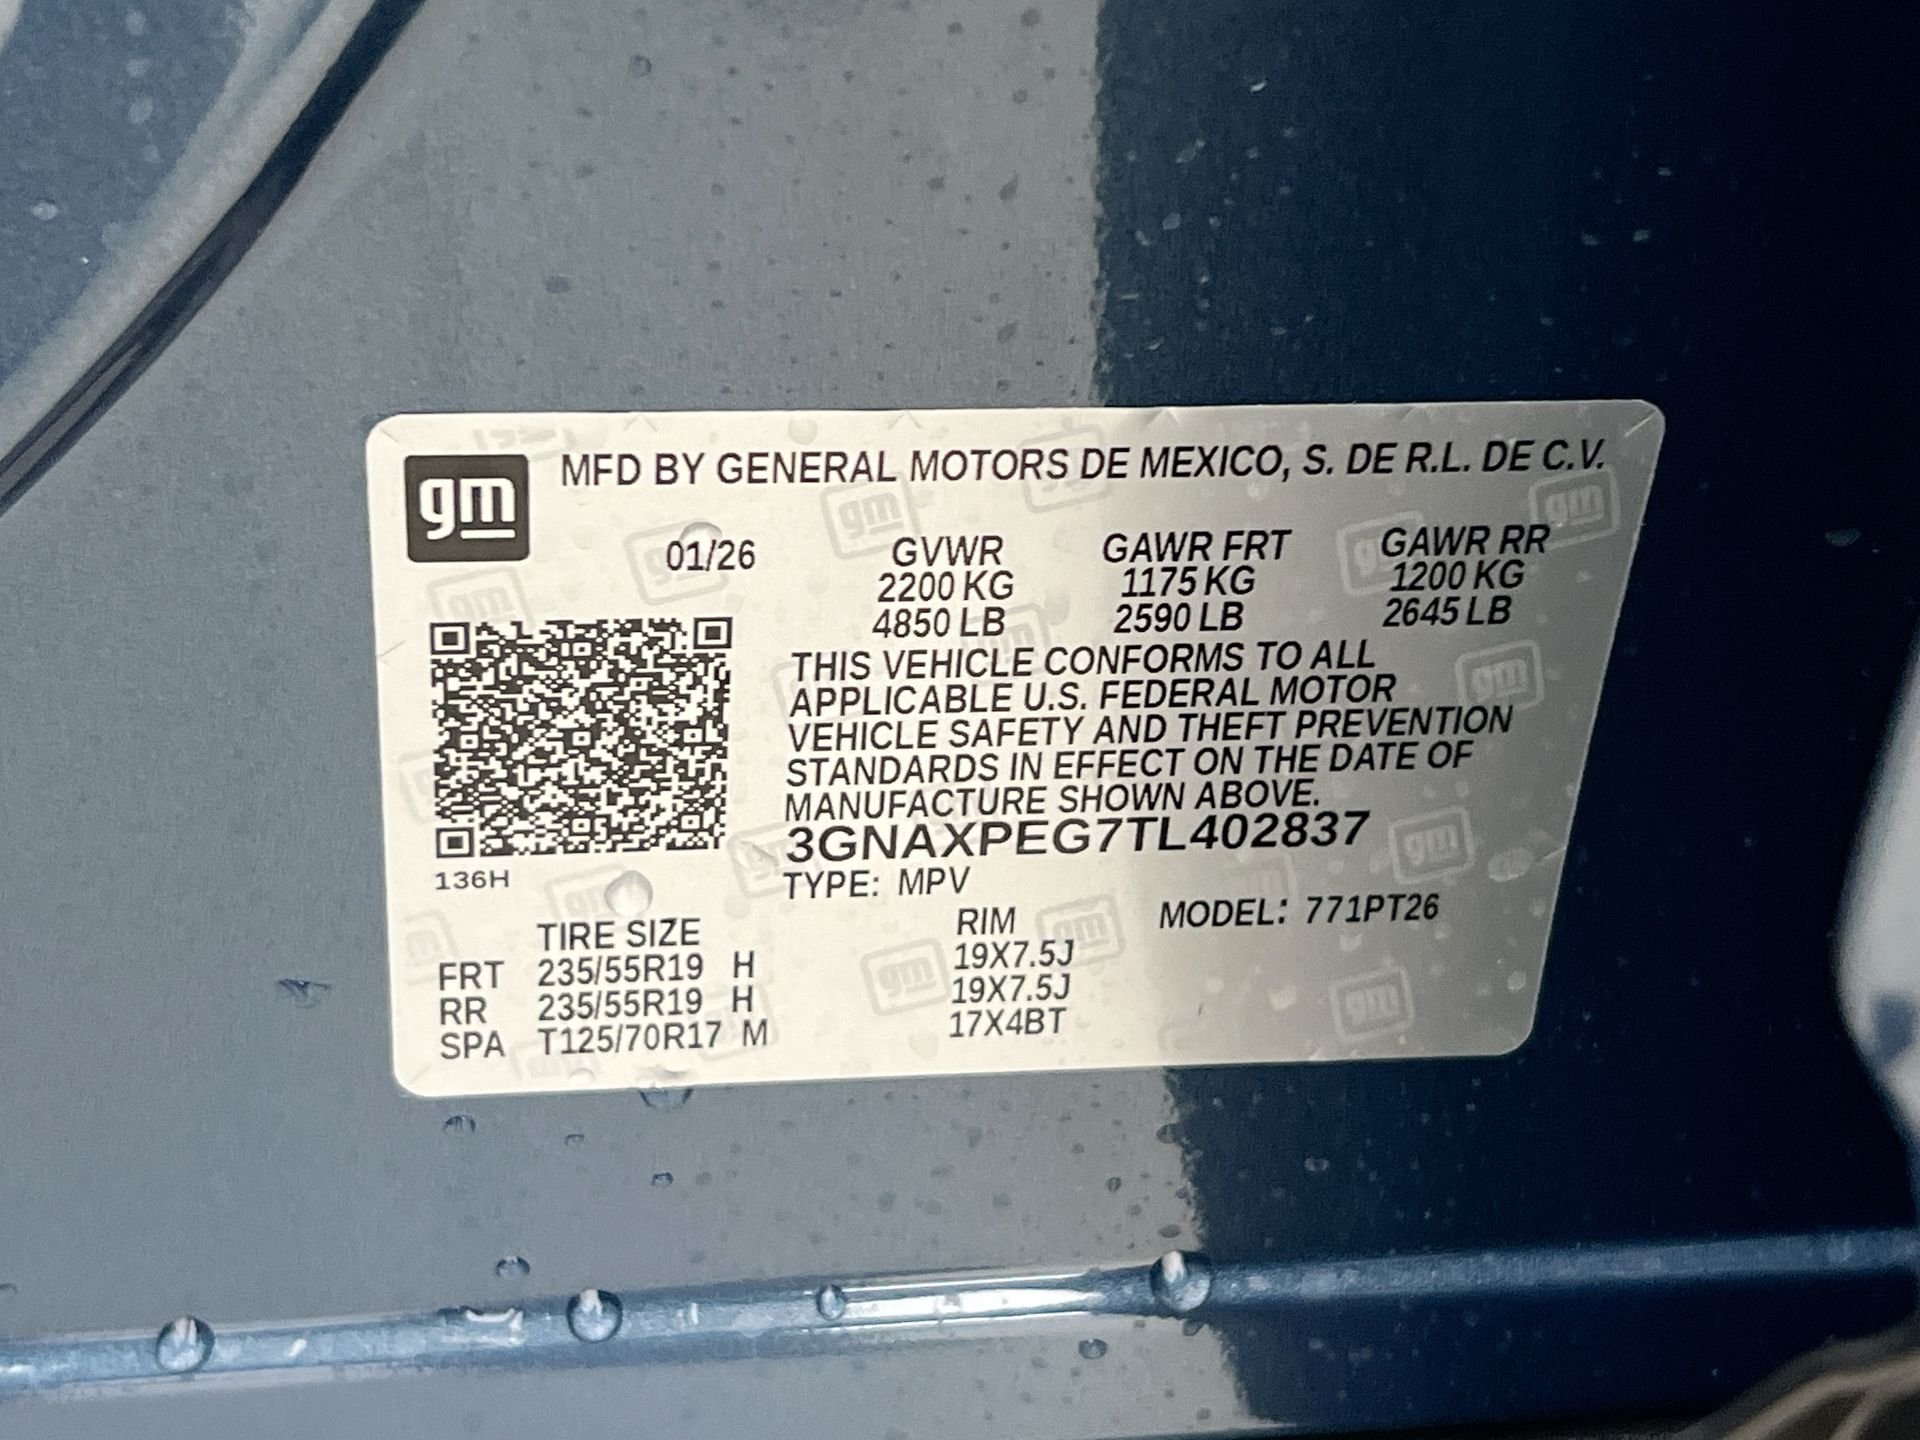 gm
MFD BY GENERAL MOTORS DE MEXICO, S. DE R.L. DE C.V.
01/26 GVWR GAWR FRT GAWR RR
2200 KG 1175 KG 1200 KG
4850 LB 2590 LB 2645 LB
THIS VEHICLE CONFORMS TO ALL
APPLICABLE U.S. FEDERAL MOTOR
VEHICLE SAFETY AND THEFT PREVENTION
STANDARDS IN EFFECT ON THE DATE OF
MANUFACTURE SHOWN ABOVE.
3GNAXPEG7TL402837
136H
TYPE: MPV
MODEL: 771PT26
TIRE SIZE RIM
FRT 235/55R19 H 19X7.5J
RR 235/55R19 H 19X7.5J
SPA T125/70R17 M 17X4BT